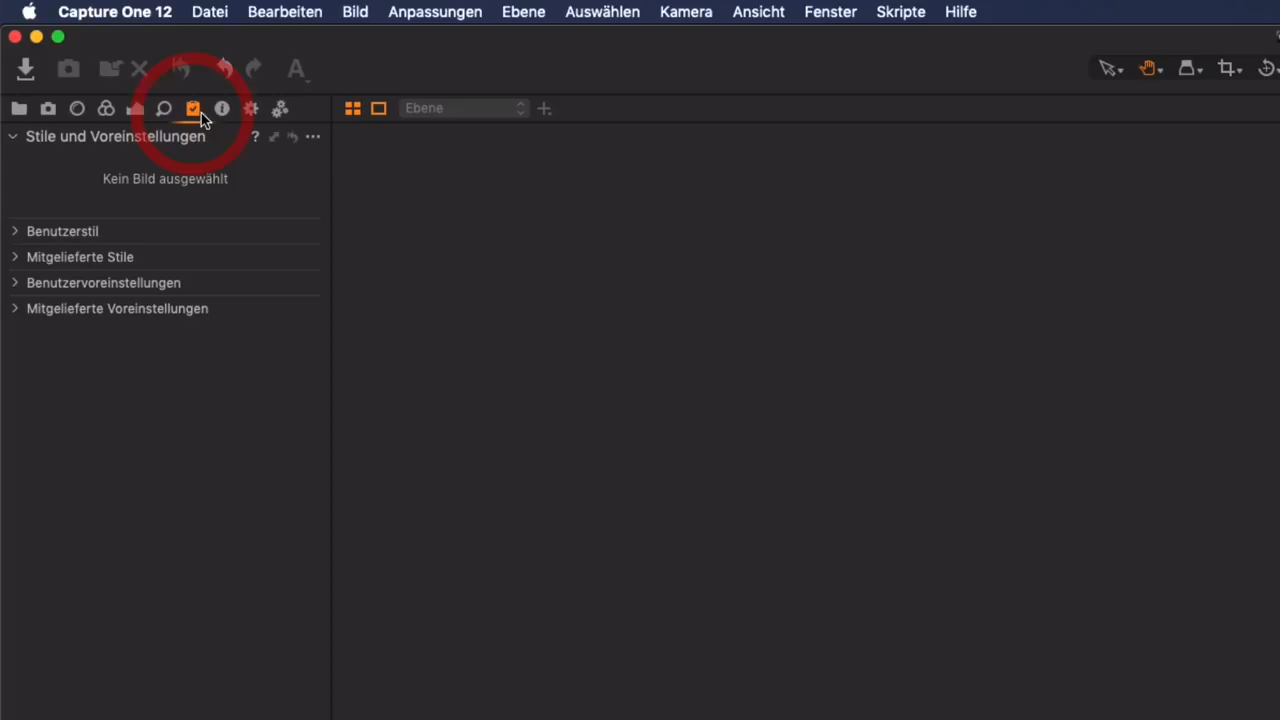 Capture One 12 Datei Bearbeiten Bild Anpassungen Ebene Auswählen Kamera Ansicht Fenster Skripte Hilfe
A
Ebene
Stile und Voreinstellungen ?
Kein Bild ausgewählt
Benutzerstil
Mitgelieferte Stile
Benutzervoreinstellungen
Mitgelieferte Voreinstellungen